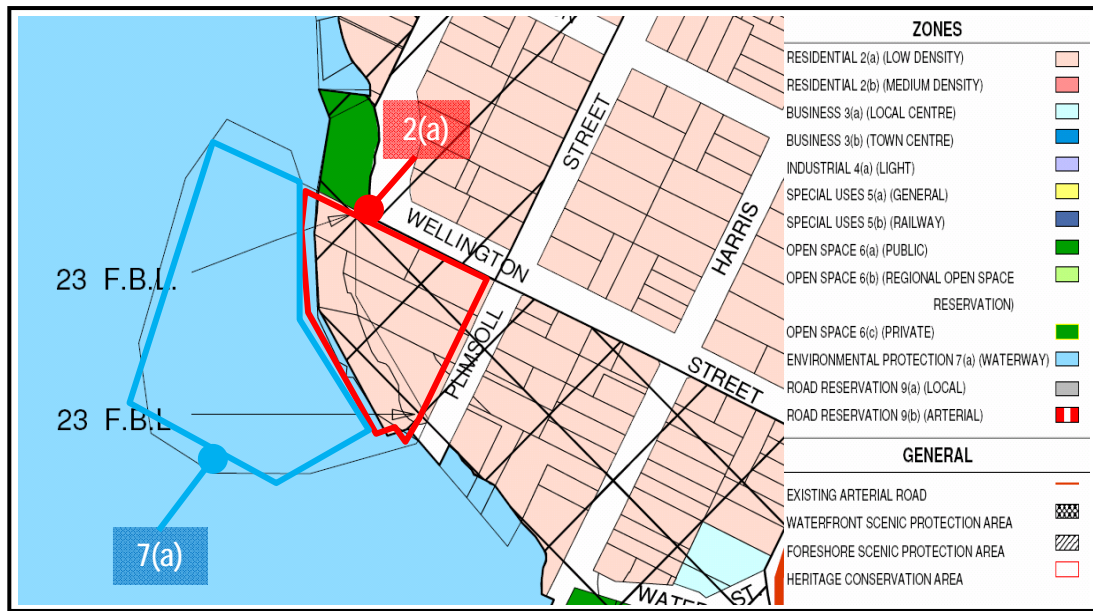 2(a)
STREET
HARRIS
WELLINGTON
23 F.B.L.
PLIMSOLL
STREET
23 F.B.L
7(a)
WATER ST.
ZONES
RESIDENTIAL 2(a) (LOW DENSITY)
RESIDENTIAL 2(b) (MEDIUM DENSITY)
BUSINESS 3(a) (LOCAL CENTRE)
BUSINESS 3(b) (TOWN CENTRE)
INDUSTRIAL 4(a) (LIGHT)
SPECIAL USES 5(a) (GENERAL)
SPECIAL USES 5(b) (RAILWAY)
OPEN SPACE 6(a) (PUBLIC)
OPEN SPACE 6(b) (REGIONAL OPEN SPACE
RESERVATION)
OPEN SPACE 6(c) (PRIVATE)
ENVIRONMENTAL PROTECTION 7(a) (WATERWAY)
ROAD RESERVATION 9(a) (LOCAL)
ROAD RESERVATION 9(b) (ARTERIAL)
GENERAL
EXISTING ARTERIAL ROAD
WATERFRONT SCENIC PROTECTION AREA
FORESHORE SCENIC PROTECTION AREA
HERITAGE CONSERVATION AREA